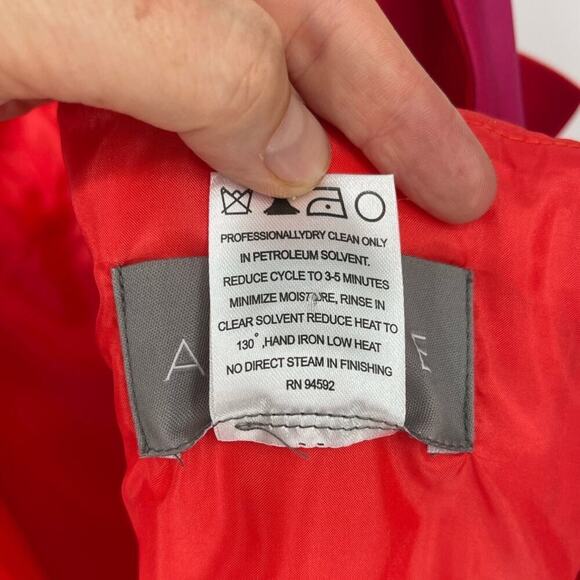 PROFESSIONALLYDRY CLEAN ONLY
IN PETROLEUM SOLVENT.
REDUCE CYCLE TO 3-5 MINUTES
MINIMIZE MOISTURE, RINSE IN
CLEAR SOLVENT REDUCE HEAT TO
130°,HAND IRON LOW HEAT
NO DIRECT STEAM IN FINISHING
RN 94592